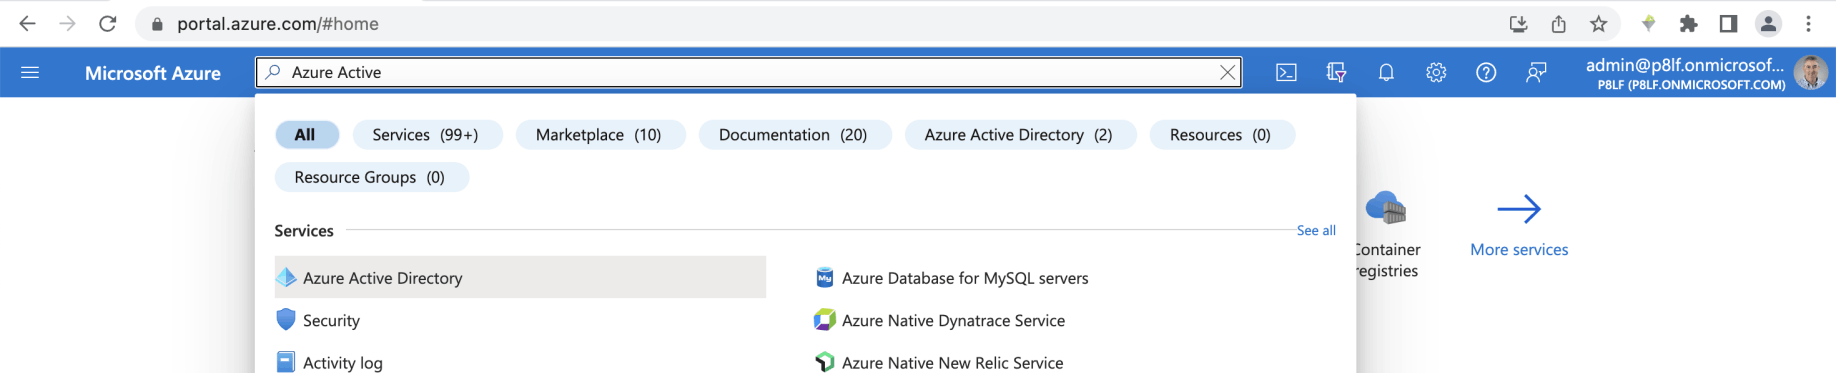 portal.azure.com/#home
Microsoft Azure
Azure Active
admin@p8lf.onmicrosof...
P8LF (P8LF.ONMICROSOFT.COM)
All
Services (99+)
Marketplace (10)
Documentation (20)
Azure Active Directory (2)
Resources (0)
Resource Groups (0)
Services
See all
Azure Active Directory
Azure Database for MySQL servers
Security
Azure Native Dynatrace Service
Activity log
Azure Native New Relic Service
Container
registries
More services
My